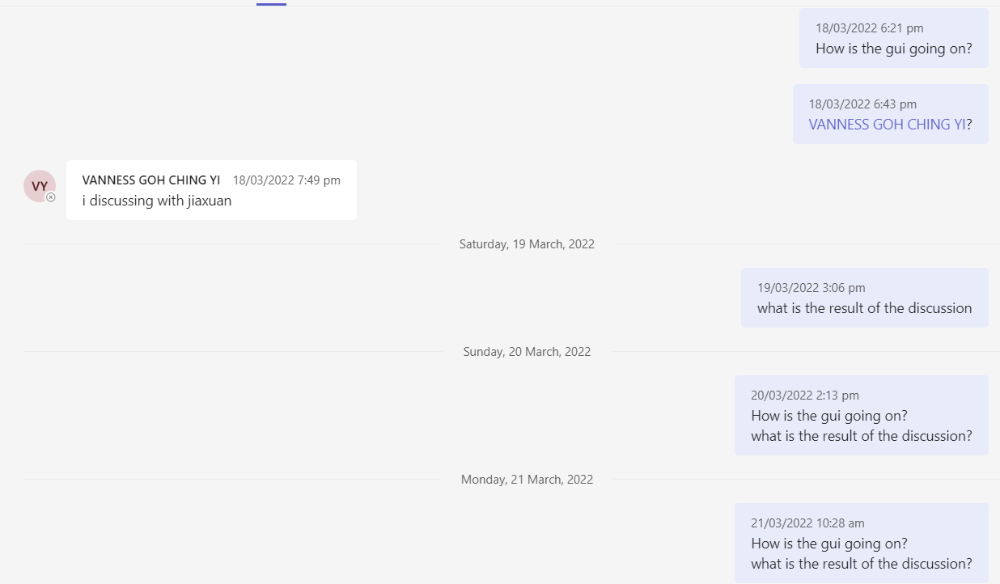 18/03/2022 6:21 pm
How is the gui going on?
18/03/2022 6:43 pm
VANNESS GOH CHING YI?
VY
VANNESS GOH CHING YI 18/03/2022 7:49 pm
i discussing with jiaxuan
Saturday, 19 March, 2022
19/03/2022 3:06 pm
what is the result of the discussion
Sunday, 20 March, 2022
20/03/2022 2:13 pm
How is the gui going on?
what is the result of the discussion?
Monday, 21 March, 2022
21/03/2022 10:28 am
How is the gui going on?
what is the result of the discussion?